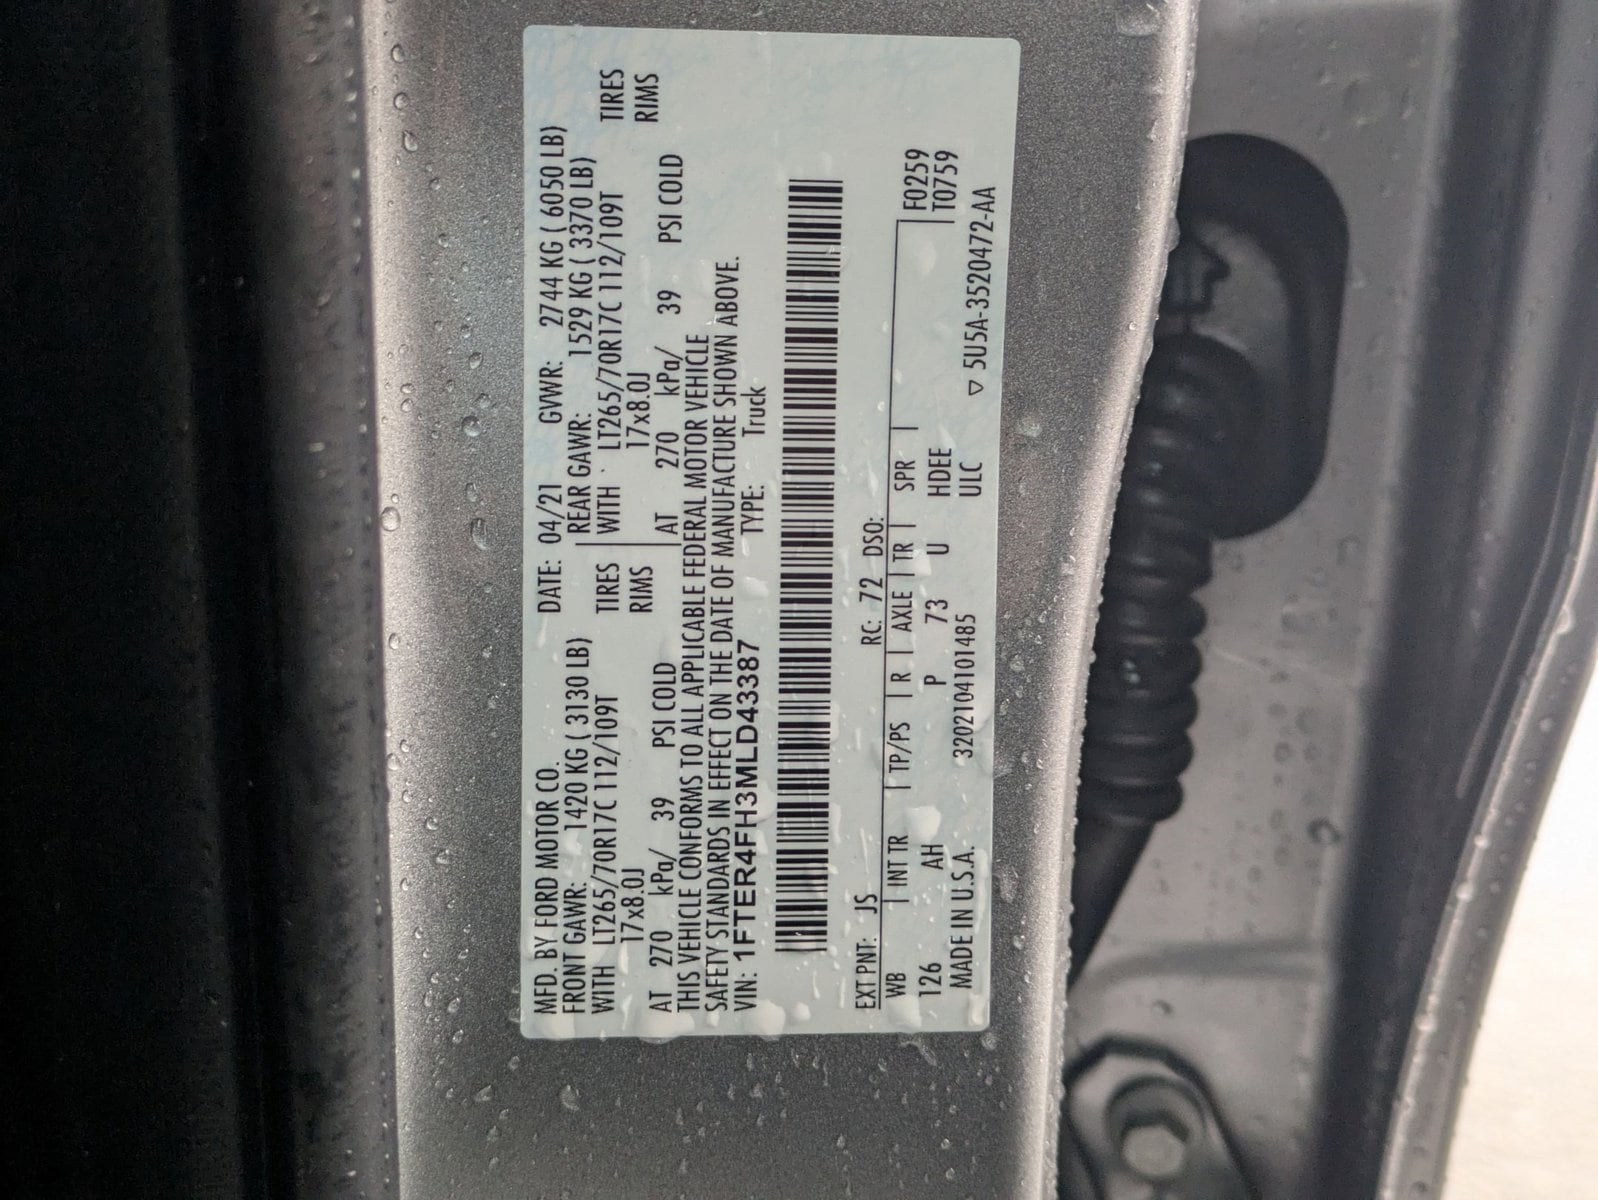 MFD. BY FORD MOTOR CO. DATE: 04/21 GVWR: 2744 KG ( 6050 LB)
FRONT GAWR: 1420 KG ( 3130 LB) REAR GAWR: 1529 KG ( 3370 LB)
WITH LT265/70R17C 112/109T TIRES WITH LT265/70R17C 112/109T TIRES
17x8.0J RIMS 17x8.0J RIMS
AT 270 kPa/ 39 PSI COLD AT 270 kPa/ 39 PSI COLD
THIS VEHICLE CONFORMS TO ALL APPLICABLE FEDERAL MOTOR VEHICLE
SAFETY STANDARDS IN EFFECT ON THE DATE OF MANUFACTURE SHOWN ABOVE.
VIN: 1FTER4FH3MLD43387 TYPE: Truck
EXT PNT: JS RC: 72 DSO:
WB INT TR TP/PS R AXLE TR SPR F0259
126 AH P 73 U HDEE T0759
MADE IN U.S.A. 3202104101485 ULC
▽ 5U5A-3520472-AA